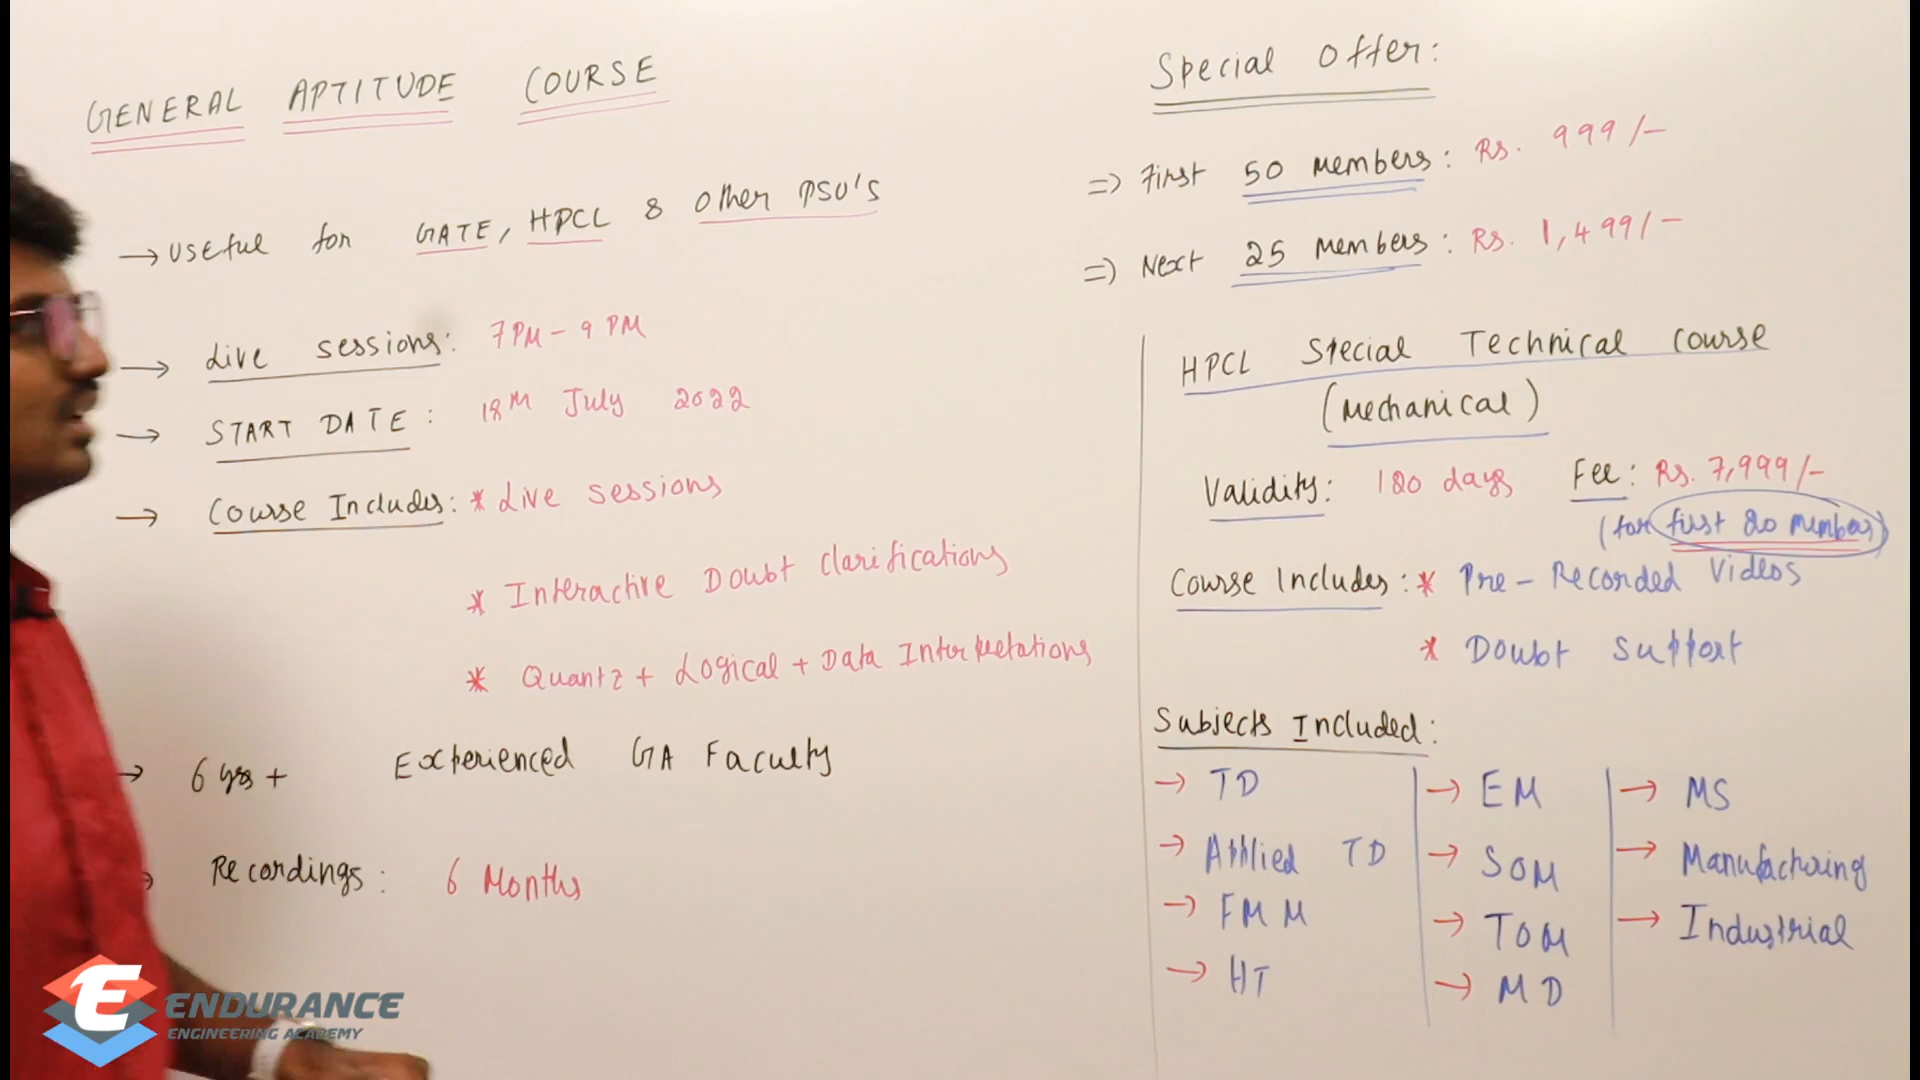 GENERAL APTITUDE COURSE
→ Useful for GATE, HPCL & Other PSU's
→ Live sessions: 7PM - 9 PM
→ START DATE: 18th July 2022
→ Course Includes: * Live sessions
* Interactive Doubt clarifications
* Quantz + Logical + Data Interpretations
→ 6 yrs + Experienced GA Faculty
→ Recordings: 6 Months
Special Offer:
⇒ First 50 members: Rs. 999/-
⇒ Next 25 members: Rs. 1,499/-
HPCL Special Technical course
(Mechanical)
Validity: 180 days Fee: Rs. 7,999/-
(for first 20 members)
Course Includes: * Pre-Recorded Videos
* Doubt Support
Subjects Included:
→ TD
→ Applied TD
→ FMM
→ HT
→ EM
→ SOM
→ TOM
→ MD
→ MS
→ Manufacturing
→ Industrial
E ENDURANCE
ENGINEERING ACADEMY